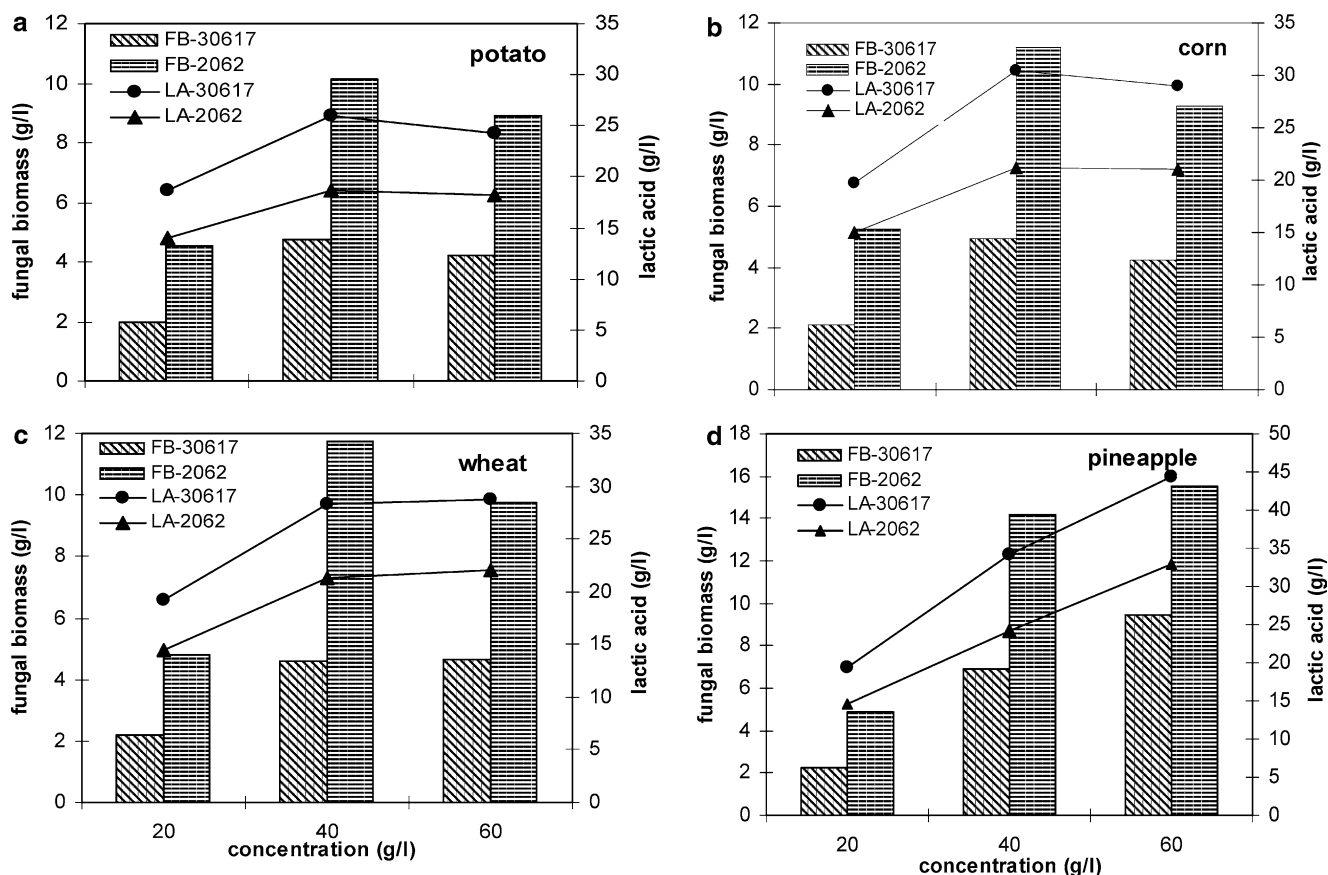 a
potato
FB-30617
FB-2062
LA-30617
LA-2062
fungal biomass (g/l)
12
10
8
6
4
2
0
35
30
25
20
15
10
5
0
lactic acid (g/l)
b
corn
FB-30617
FB-2062
LA-30617
LA-2062
fungal biomass (g/l)
12
10
8
6
4
2
0
35
30
25
20
15
10
5
0
lactic acid (g/l)
c
wheat
FB-30617
FB-2062
LA-30617
LA-2062
fungal biomass (g/l)
12
10
8
6
4
2
0
35
30
25
20
15
10
5
0
lactic acid (g/l)
20 40 60
concentration (g/l)
d
pineapple
FB-30617
FB-2062
LA-30617
LA-2062
fungal biomass (g/l)
18
16
14
12
10
8
6
4
2
0
50
45
40
35
30
25
20
15
10
5
0
lactic acid (g/l)
20 40 60
concentration (g/l)